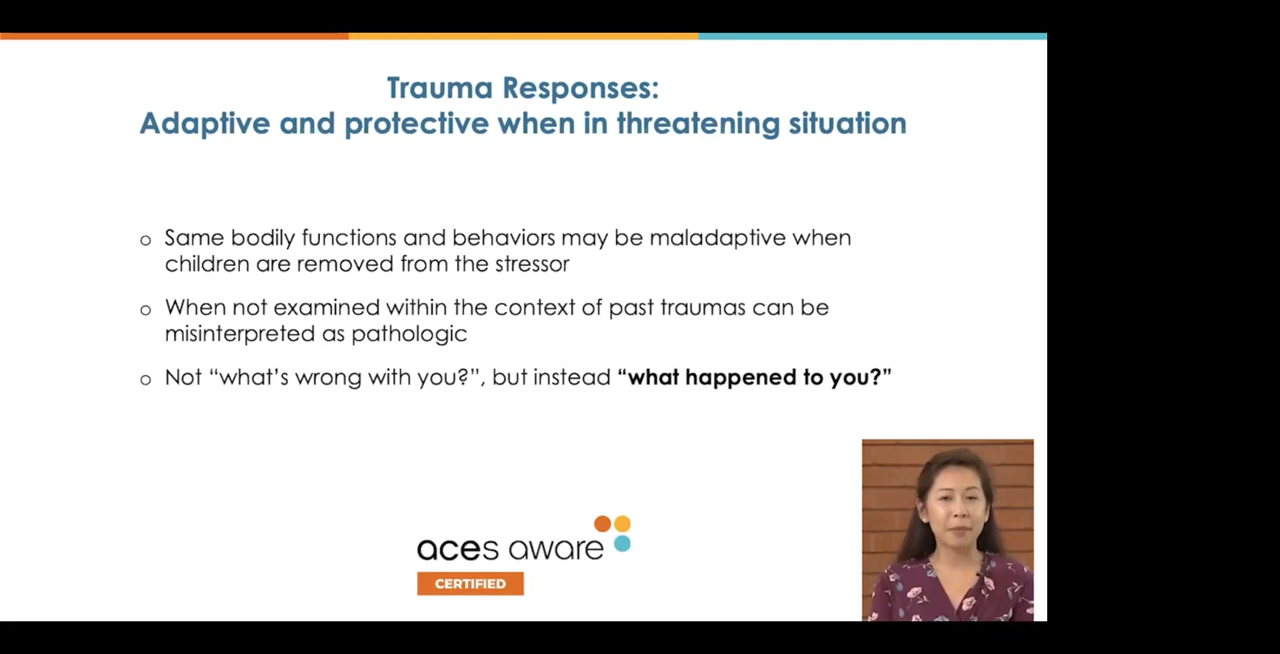 Trauma Responses:
Adaptive and protective when in threatening situation
o Same bodily functions and behaviors may be maladaptive when
children are removed from the stressor
o When not examined within the context of past traumas can be
misinterpreted as pathologic
o Not “what’s wrong with you?”, but instead “what happened to you?”
aces aware
CERTIFIED